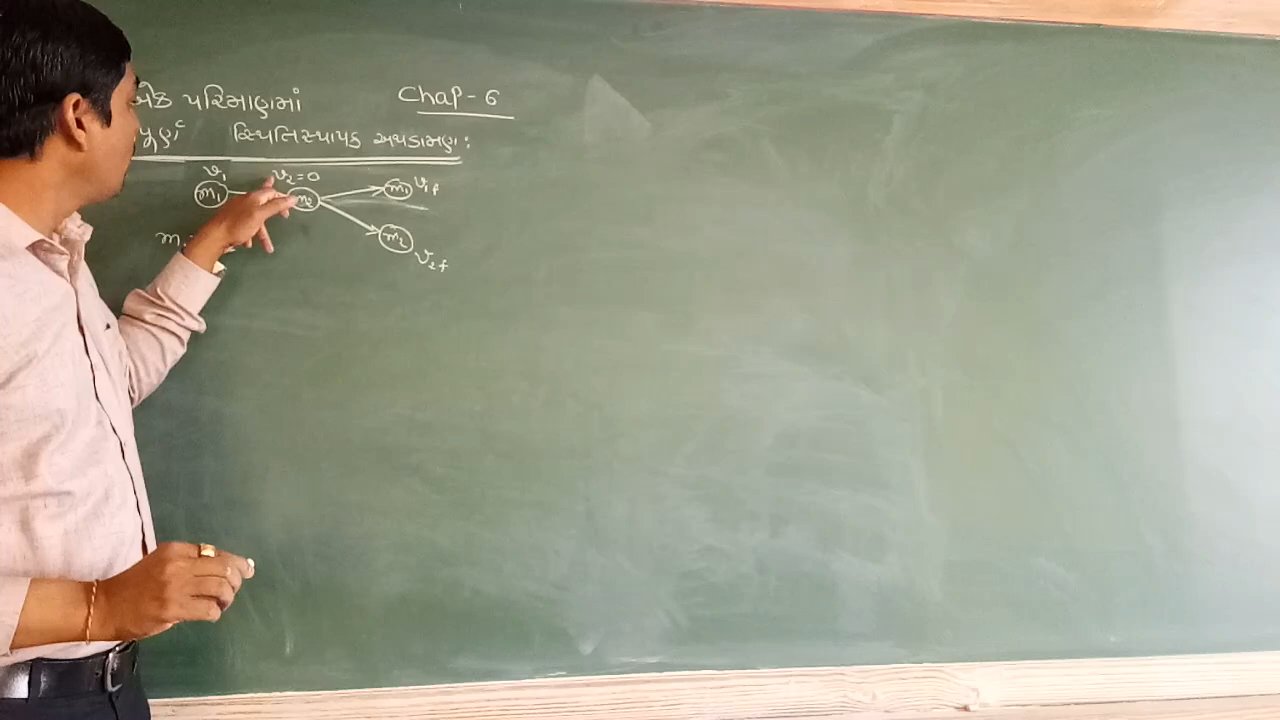 એક પરિમાણમાં Chap-6
પૂર્ણ સ્થિતિસ્થાપક અથડામણ:
v₁ v₂=0
m₁ m₂ m₁ v₁f
m₂ v₂f